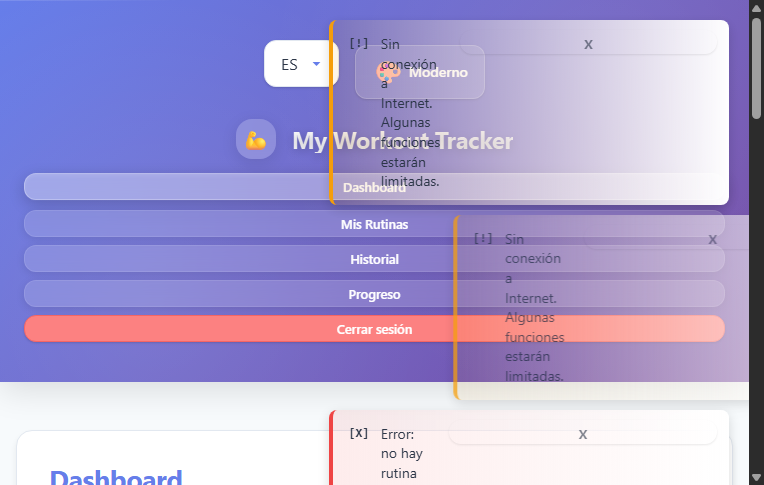 ES
Moderno
My Workout Tracker
Dashboard
Mis Rutinas
Historial
Progreso
Cerrar sesión
[!] Sin X
conexión
a
Internet.
Algunas
funciones
estarán
limitadas.
[!] Sin X
conexión
a
Internet.
Algunas
funciones
estarán
limitadas.
[X] Error: X
no hay
rutina
Dashboard